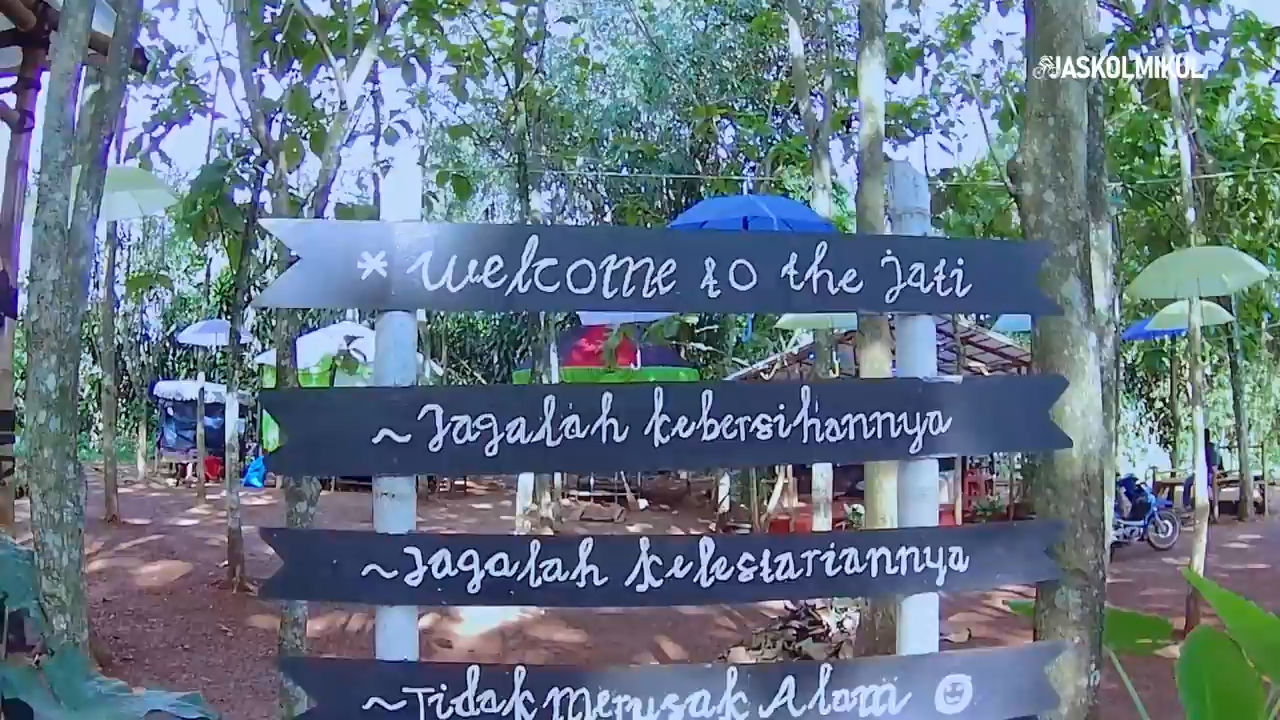 JASKOLMIKUL
* Welcome to the jati
~ Jagalah kebersihannya
~ Jagalah kelestariannya
~ Tidak Merusak Alam ☺